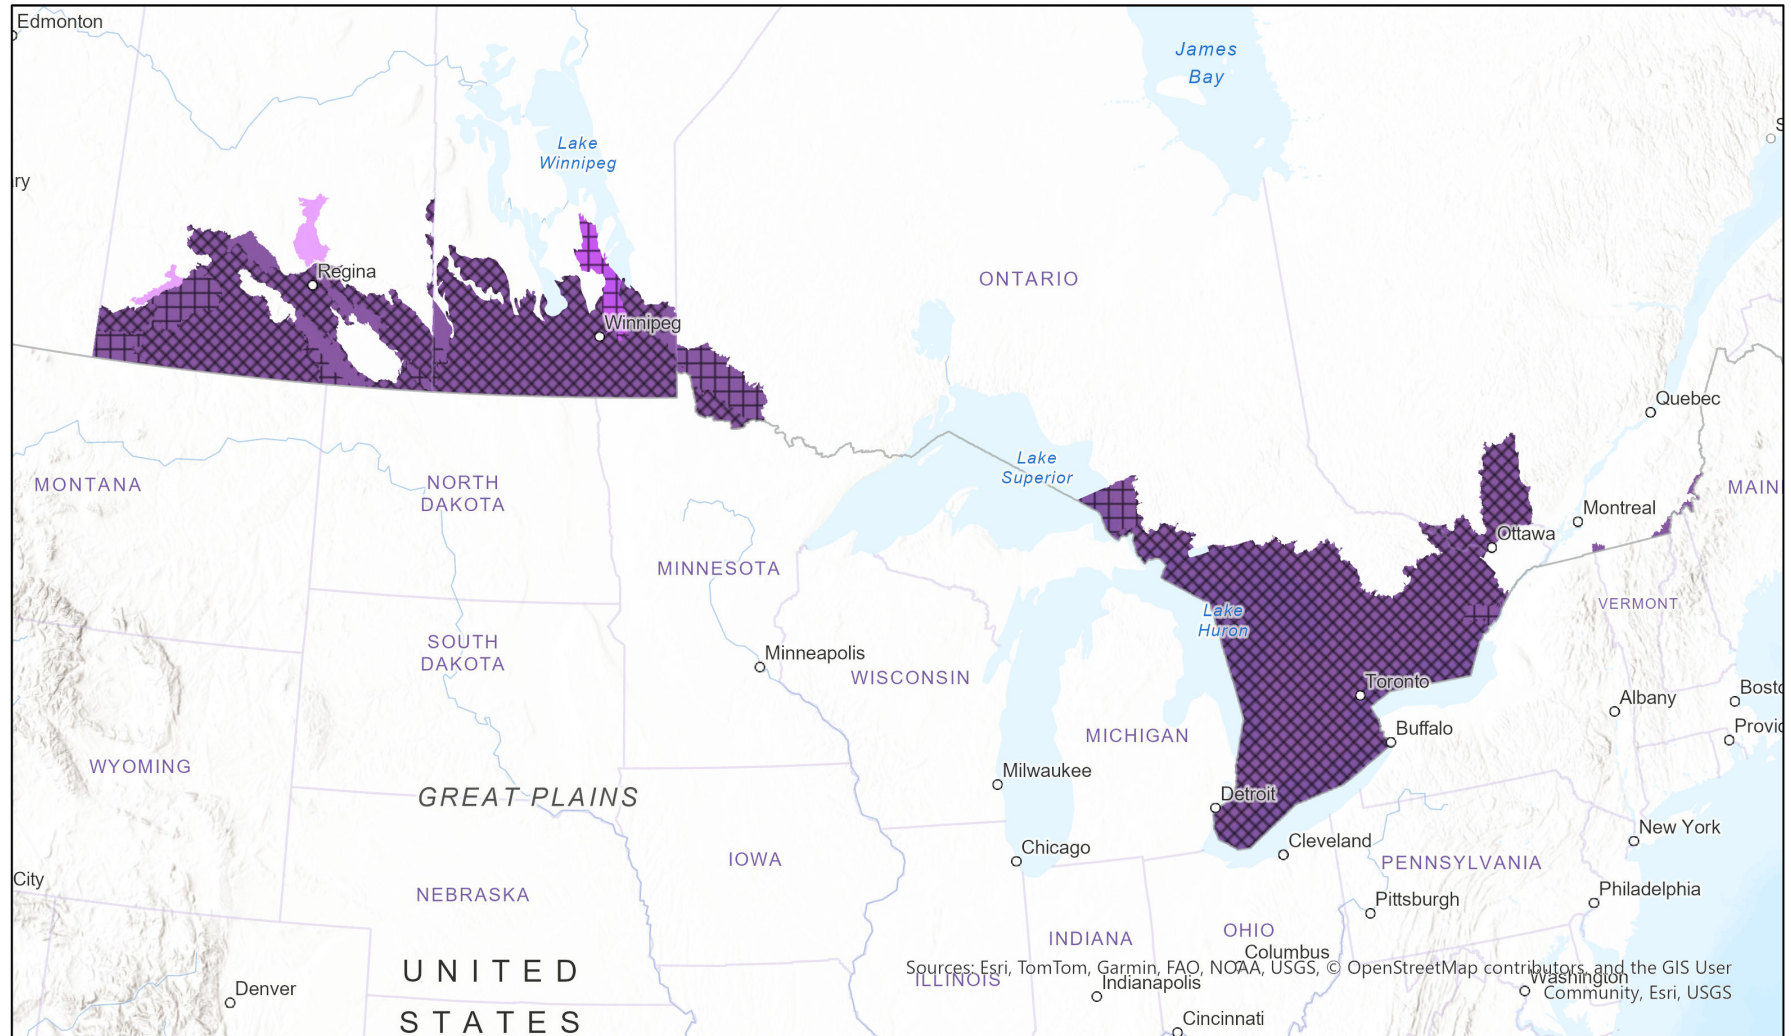 Edmonton
James
Bay
S
Lake
Winnipeg
ry
Regina
ONTARIO
Winnipeg
Quebec
Lake
Superior
MONTANA
NORTH
DAKOTA
MAIN
Montreal
Ottawa
MINNESOTA
VERMONT
Lake
Huron
SOUTH
DAKOTA
Minneapolis
WISCONSIN
Toronto
Albany
Bosto
Buffalo
Provid
MICHIGAN
WYOMING
Milwaukee
GREAT PLAINS
Detroit
New York
Cleveland
Chicago
IOWA
PENNSYLVANIA
City
NEBRASKA
Philadelphia
Pittsburgh
OHIO
INDIANA
Columbus
UNITED
STATES
Sources: Esri, TomTom, Garmin, FAO, NOAA, USGS, © OpenStreetMap contributors, and the GIS User
Community, Esri, USGS
ILLINOIS
Washington
Indianapolis
Denver
Cincinnati